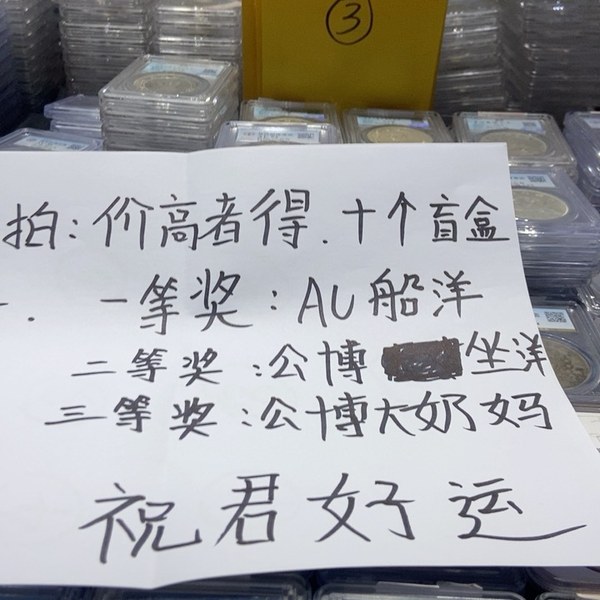 ③
拍:价高者得.十个盲盒
一等奖:AU船洋
二等奖:公博 坐洋
三等奖:公博大奶妈
祝君好运